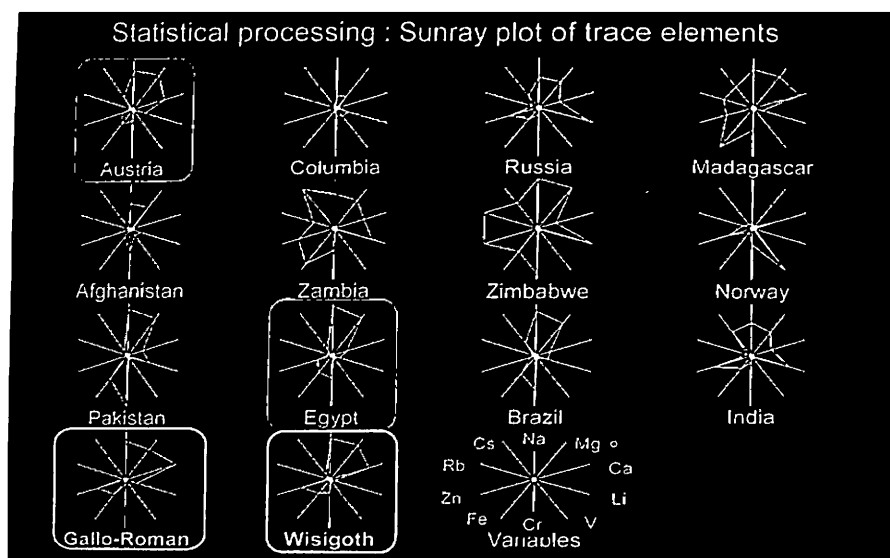 Statistical processing : Sunray plot of trace elements
Austria
Columbia
Russia
Madagascar
Afghanistan
Zambia
Zimbabwe
Norway
Pakistan
Egypt
Brazil
India
Gallo-Roman
Wisigoth
Cs Na Mg
Rb Ca
Zn Li
Fe Cr V
Variables